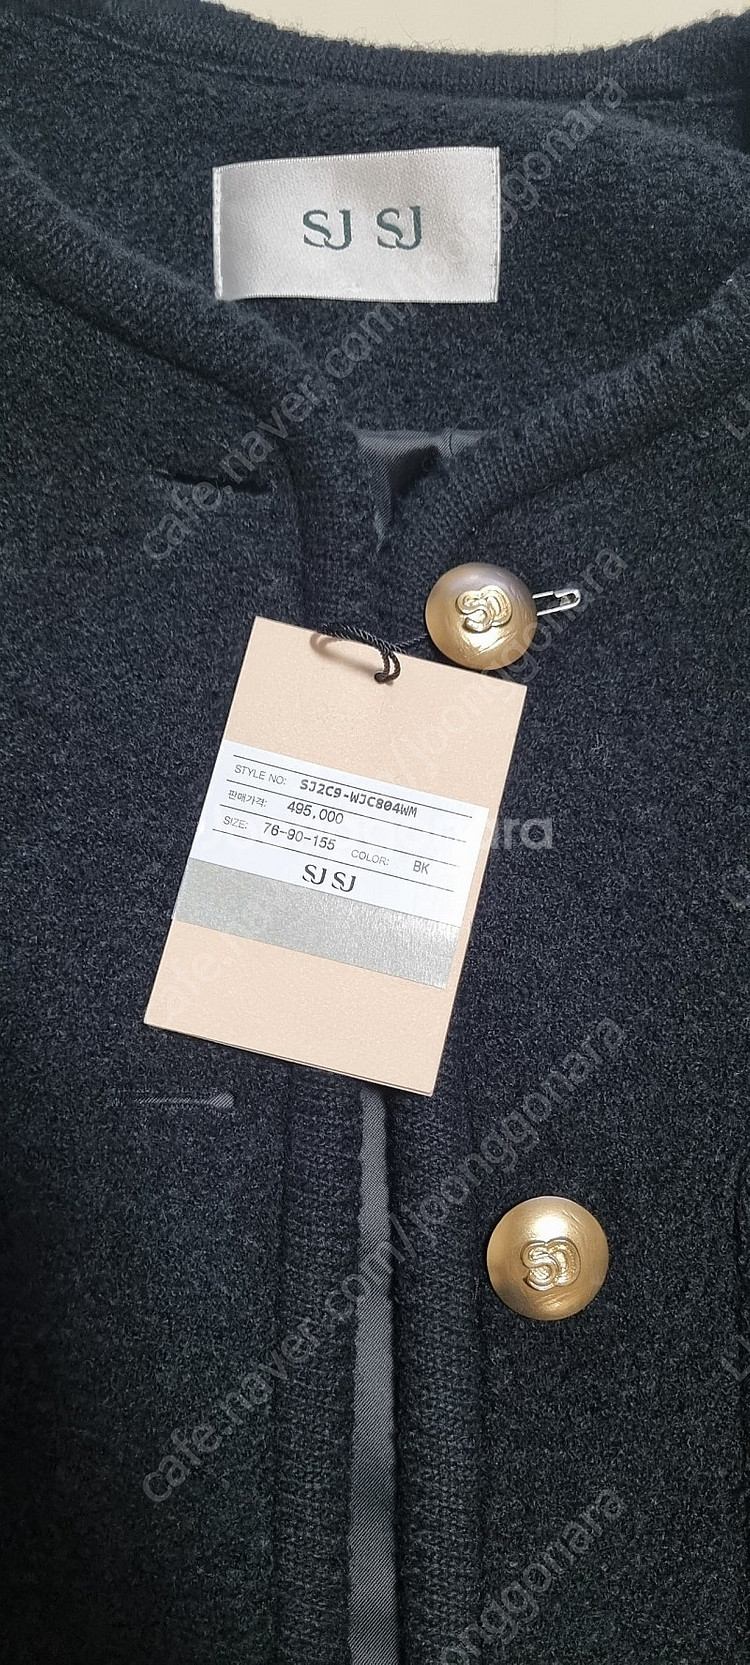 SJ SJ
STYLE NO: SJ2C9-WJC804WM
판매가격: 495,000
SIZE: 76-90-155 COLOR: BK
SJ SJ
cafe.naver.com/joonggonara
cafe.naver.com/joonggonara
cafe.naver.com/joonggonara